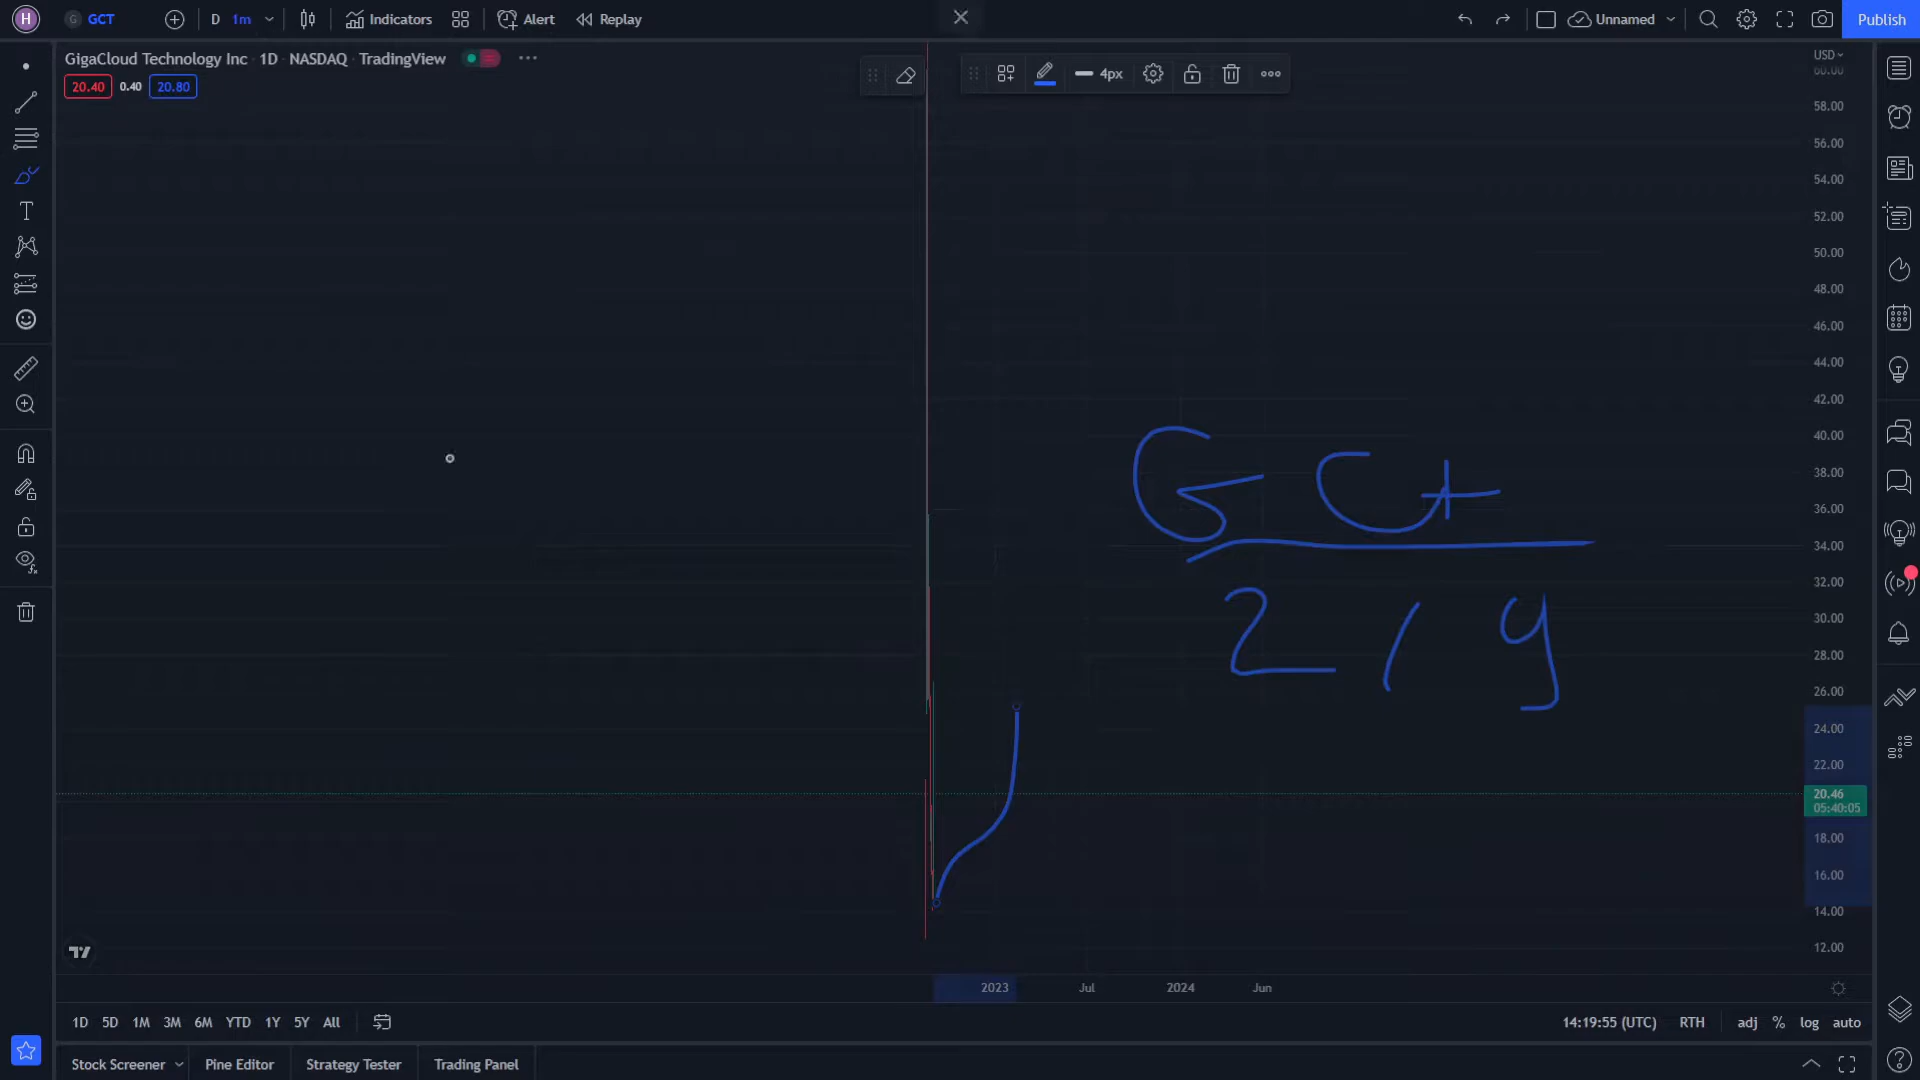 H
G GCT
D 1m
Indicators
Alert
Replay
Unnamed
Publish
GigaCloud Technology Inc · 1D · NASDAQ · TradingView
20.40 0.40 20.80
4px
USD
60.00
58.00
56.00
54.00
52.00
50.00
48.00
46.00
44.00
42.00
40.00
38.00
36.00
34.00
32.00
30.00
28.00
26.00
24.00
22.00
20.46
05:40:05
18.00
16.00
14.00
12.00
G Ct
2 / 9
2023 Jul 2024 Jun
1D 5D 1M 3M 6M YTD 1Y 5Y All
14:19:55 (UTC) RTH adj % log auto
Stock Screener Pine Editor Strategy Tester Trading Panel